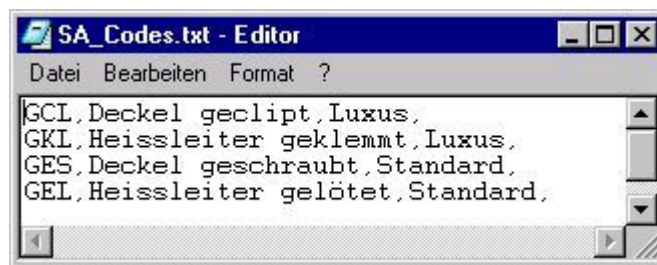 SA_Codes.txt - Editor
Datei Bearbeiten Format ?
GCL,Deckel geclipt,Luxus,
GKL,Heissleiter geklemmt,Luxus,
GES,Deckel geschraubt,Standard,
GEL,Heissleiter gelötet,Standard,